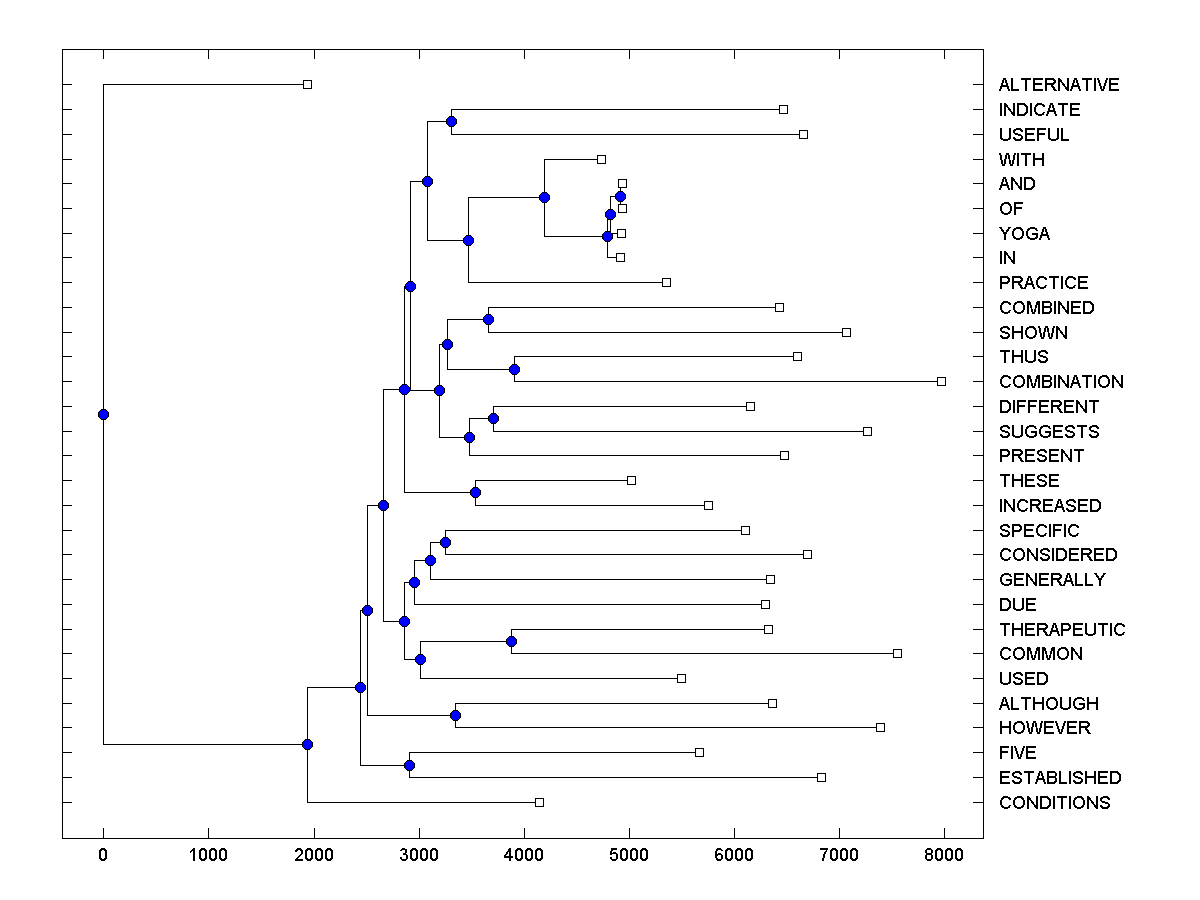 ALTERNATIVE
INDICATE
USEFUL
WITH
AND
OF
YOGA
IN
PRACTICE
COMBINED
SHOWN
THUS
COMBINATION
DIFFERENT
SUGGESTS
PRESENT
THESE
INCREASED
SPECIFIC
CONSIDERED
GENERALLY
DUE
THERAPEUTIC
COMMON
USED
ALTHOUGH
HOWEVER
FIVE
ESTABLISHED
CONDITIONS
0 1000 2000 3000 4000 5000 6000 7000 8000